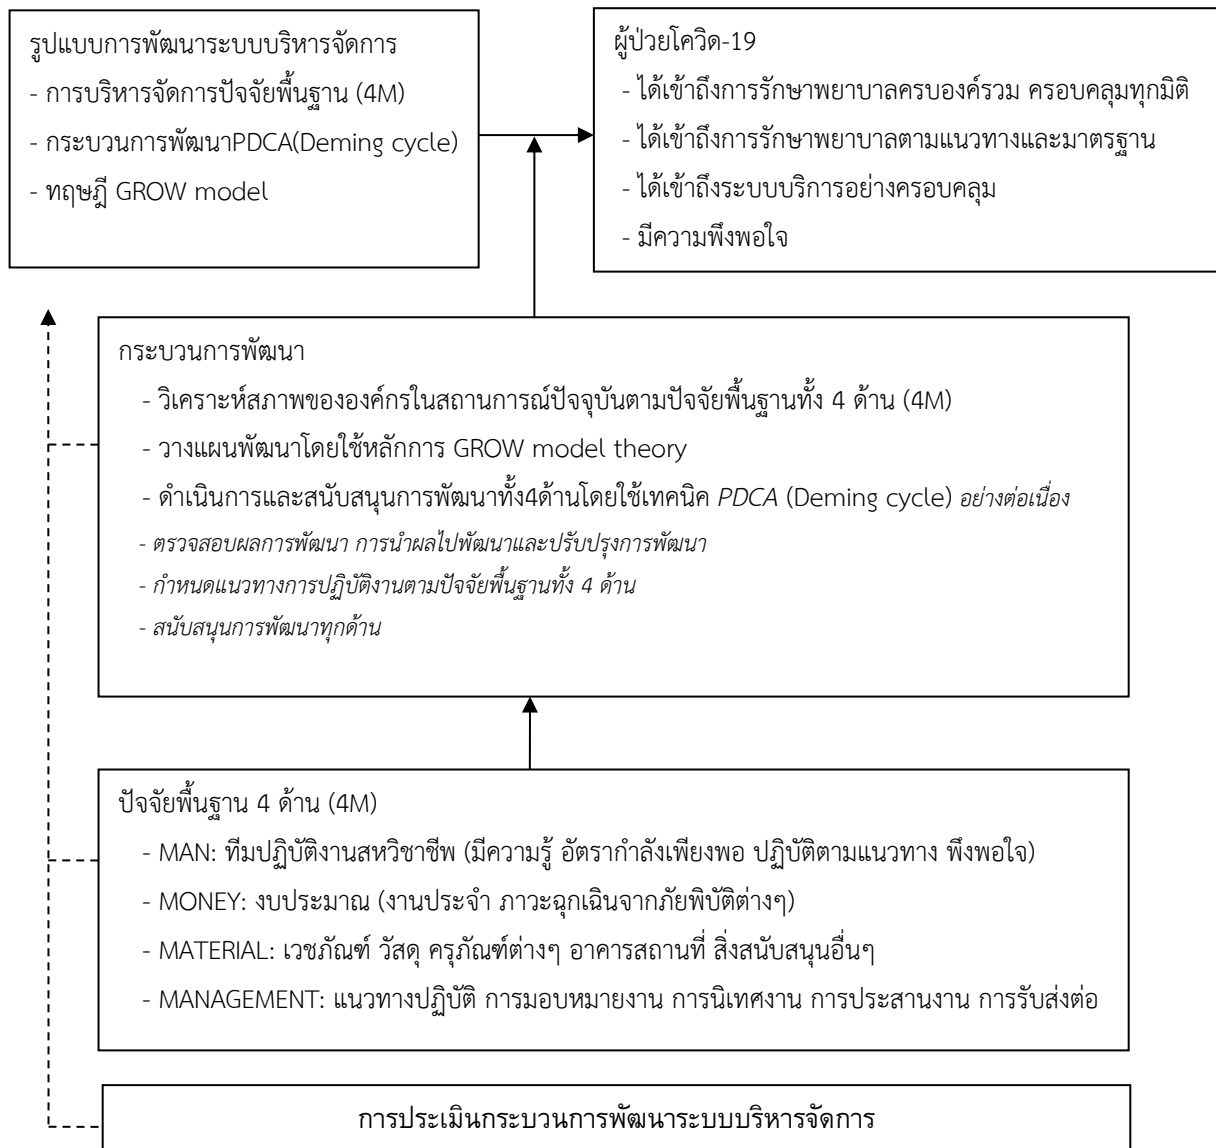 รูปแบบการพัฒนาระบบบริหารจัดการ
- การบริหารจัดการปัจจัยพื้นฐาน (4M)
- กระบวนการพัฒนาPDCA(Deming cycle)
- ทฤษฎี GROW model
ผู้ป่วยโควิด-19
- ได้เข้าถึงการรักษาพยาบาลครบองค์รวม ครอบคลุมทุกมิติ
- ได้เข้าถึงการรักษาพยาบาลตามแนวทางและมาตรฐาน
- ได้เข้าถึงระบบบริการอย่างครอบคลุม
- มีความพึงพอใจ
กระบวนการพัฒนา
- วิเคราะห์สภาพขององค์กรในสถานการณ์ปัจจุบันตามปัจจัยพื้นฐานทั้ง 4 ด้าน (4M)
- วางแผนพัฒนาโดยใช้หลักการ GROW model theory
- ดำเนินการและสนับสนุนการพัฒนาทั้ง4ด้านโดยใช้เทคนิค PDCA (Deming cycle) อย่างต่อเนื่อง
- ตรวจสอบผลการพัฒนา การนำผลไปพัฒนาและปรับปรุงการพัฒนา
- กำหนดแนวทางการปฏิบัติงานตามปัจจัยพื้นฐานทั้ง 4 ด้าน
- สนับสนุนการพัฒนาทุกด้าน
ปัจจัยพื้นฐาน 4 ด้าน (4M)
- MAN: ทีมปฏิบัติงานสหวิชาชีพ (มีความรู้ อัตรากำลังเพียงพอ ปฏิบัติตามแนวทาง พึงพอใจ)
- MONEY: งบประมาณ (งานประจำ ภาวะฉุกเฉินจากภัยพิบัติต่างๆ)
- MATERIAL: เวชภัณฑ์ วัสดุ ครุภัณฑ์ต่างๆ อาคารสถานที่ สิ่งสนับสนุนอื่นๆ
- MANAGEMENT: แนวทางปฏิบัติ การมอบหมายงาน การนิเทศงาน การประสานงาน การรับส่งต่อ
การประเมินกระบวนการพัฒนาระบบบริหารจัดการ